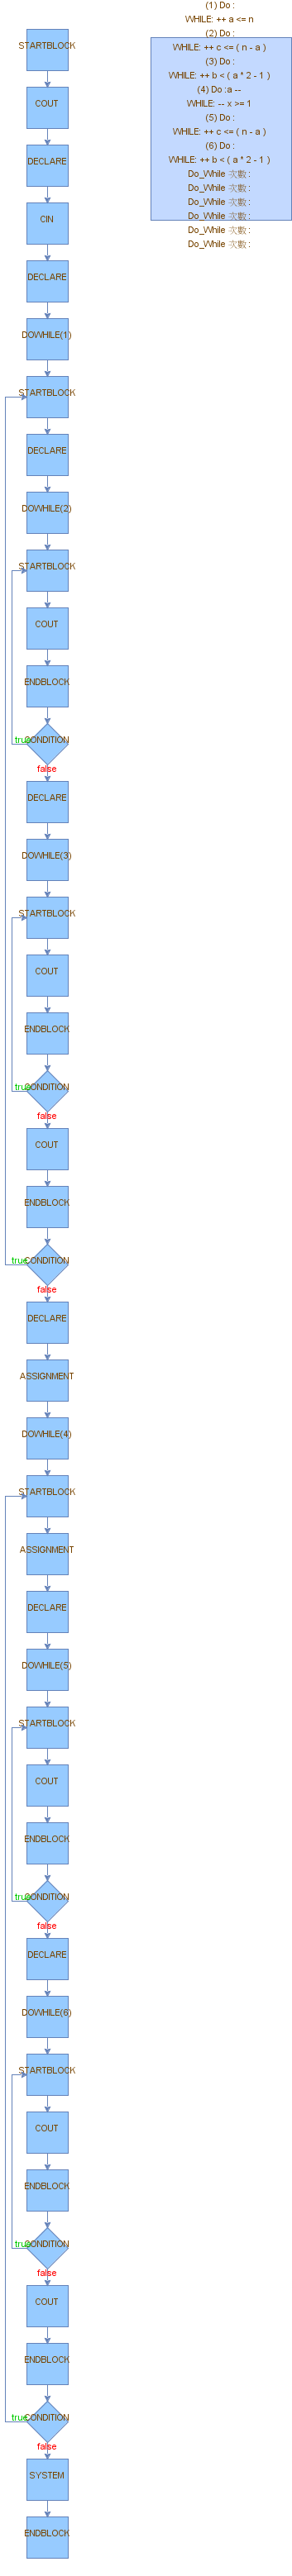 (1) Do :
WHILE: ++ a <= n
(2) Do :
WHILE: ++ c <= ( n - a )
(3) Do :
WHILE: ++ b < ( a * 2 - 1 )
(4) Do :a --
WHILE: -- x >= 1
(5) Do :
WHILE: ++ c <= ( n - a )
(6) Do :
WHILE: ++ b < ( a * 2 - 1 )
Do_While 次數 :
Do_While 次數 :
Do_While 次數 :
Do_While 次數 :
Do_While 次數 :
Do_While 次數 :
STARTBLOCK
COUT
DECLARE
CIN
DECLARE
DOWHILE(1)
STARTBLOCK
DECLARE
DOWHILE(2)
STARTBLOCK
COUT
ENDBLOCK
true CONDITION
false
DECLARE
DOWHILE(3)
STARTBLOCK
COUT
ENDBLOCK
true CONDITION
false
COUT
ENDBLOCK
true CONDITION
false
DECLARE
ASSIGNMENT
DOWHILE(4)
STARTBLOCK
ASSIGNMENT
DECLARE
DOWHILE(5)
STARTBLOCK
COUT
ENDBLOCK
true CONDITION
false
DECLARE
DOWHILE(6)
STARTBLOCK
COUT
ENDBLOCK
true CONDITION
false
COUT
ENDBLOCK
true CONDITION
false
SYSTEM
ENDBLOCK